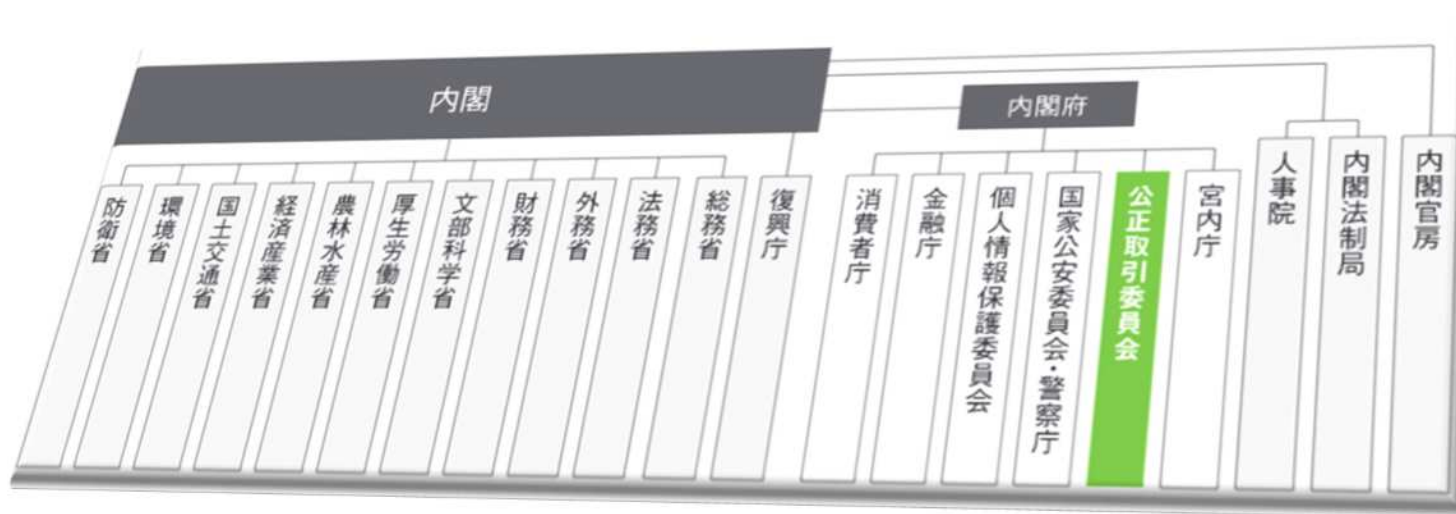 内閣
内閣府
防衛省
環境省
国土交通省
経済産業省
農林水産省
厚生労働省
文部科学省
財務省
外務省
法務省
総務省
復興庁
消費者庁
金融庁
個人情報保護委員会
国家公安委員会・警察庁
公正取引委員会
宮内庁
人事院
内閣法制局
内閣官房